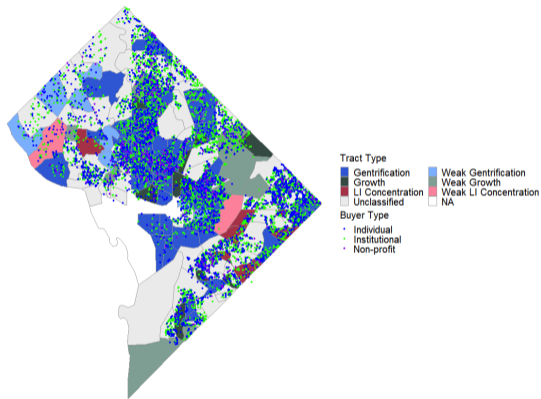 Tract Type
Gentrification Weak Gentrification
Growth Weak Growth
LI Concentration Weak LI Concentration
Unclassified NA
Buyer Type
Individual
Institutional
Non-profit